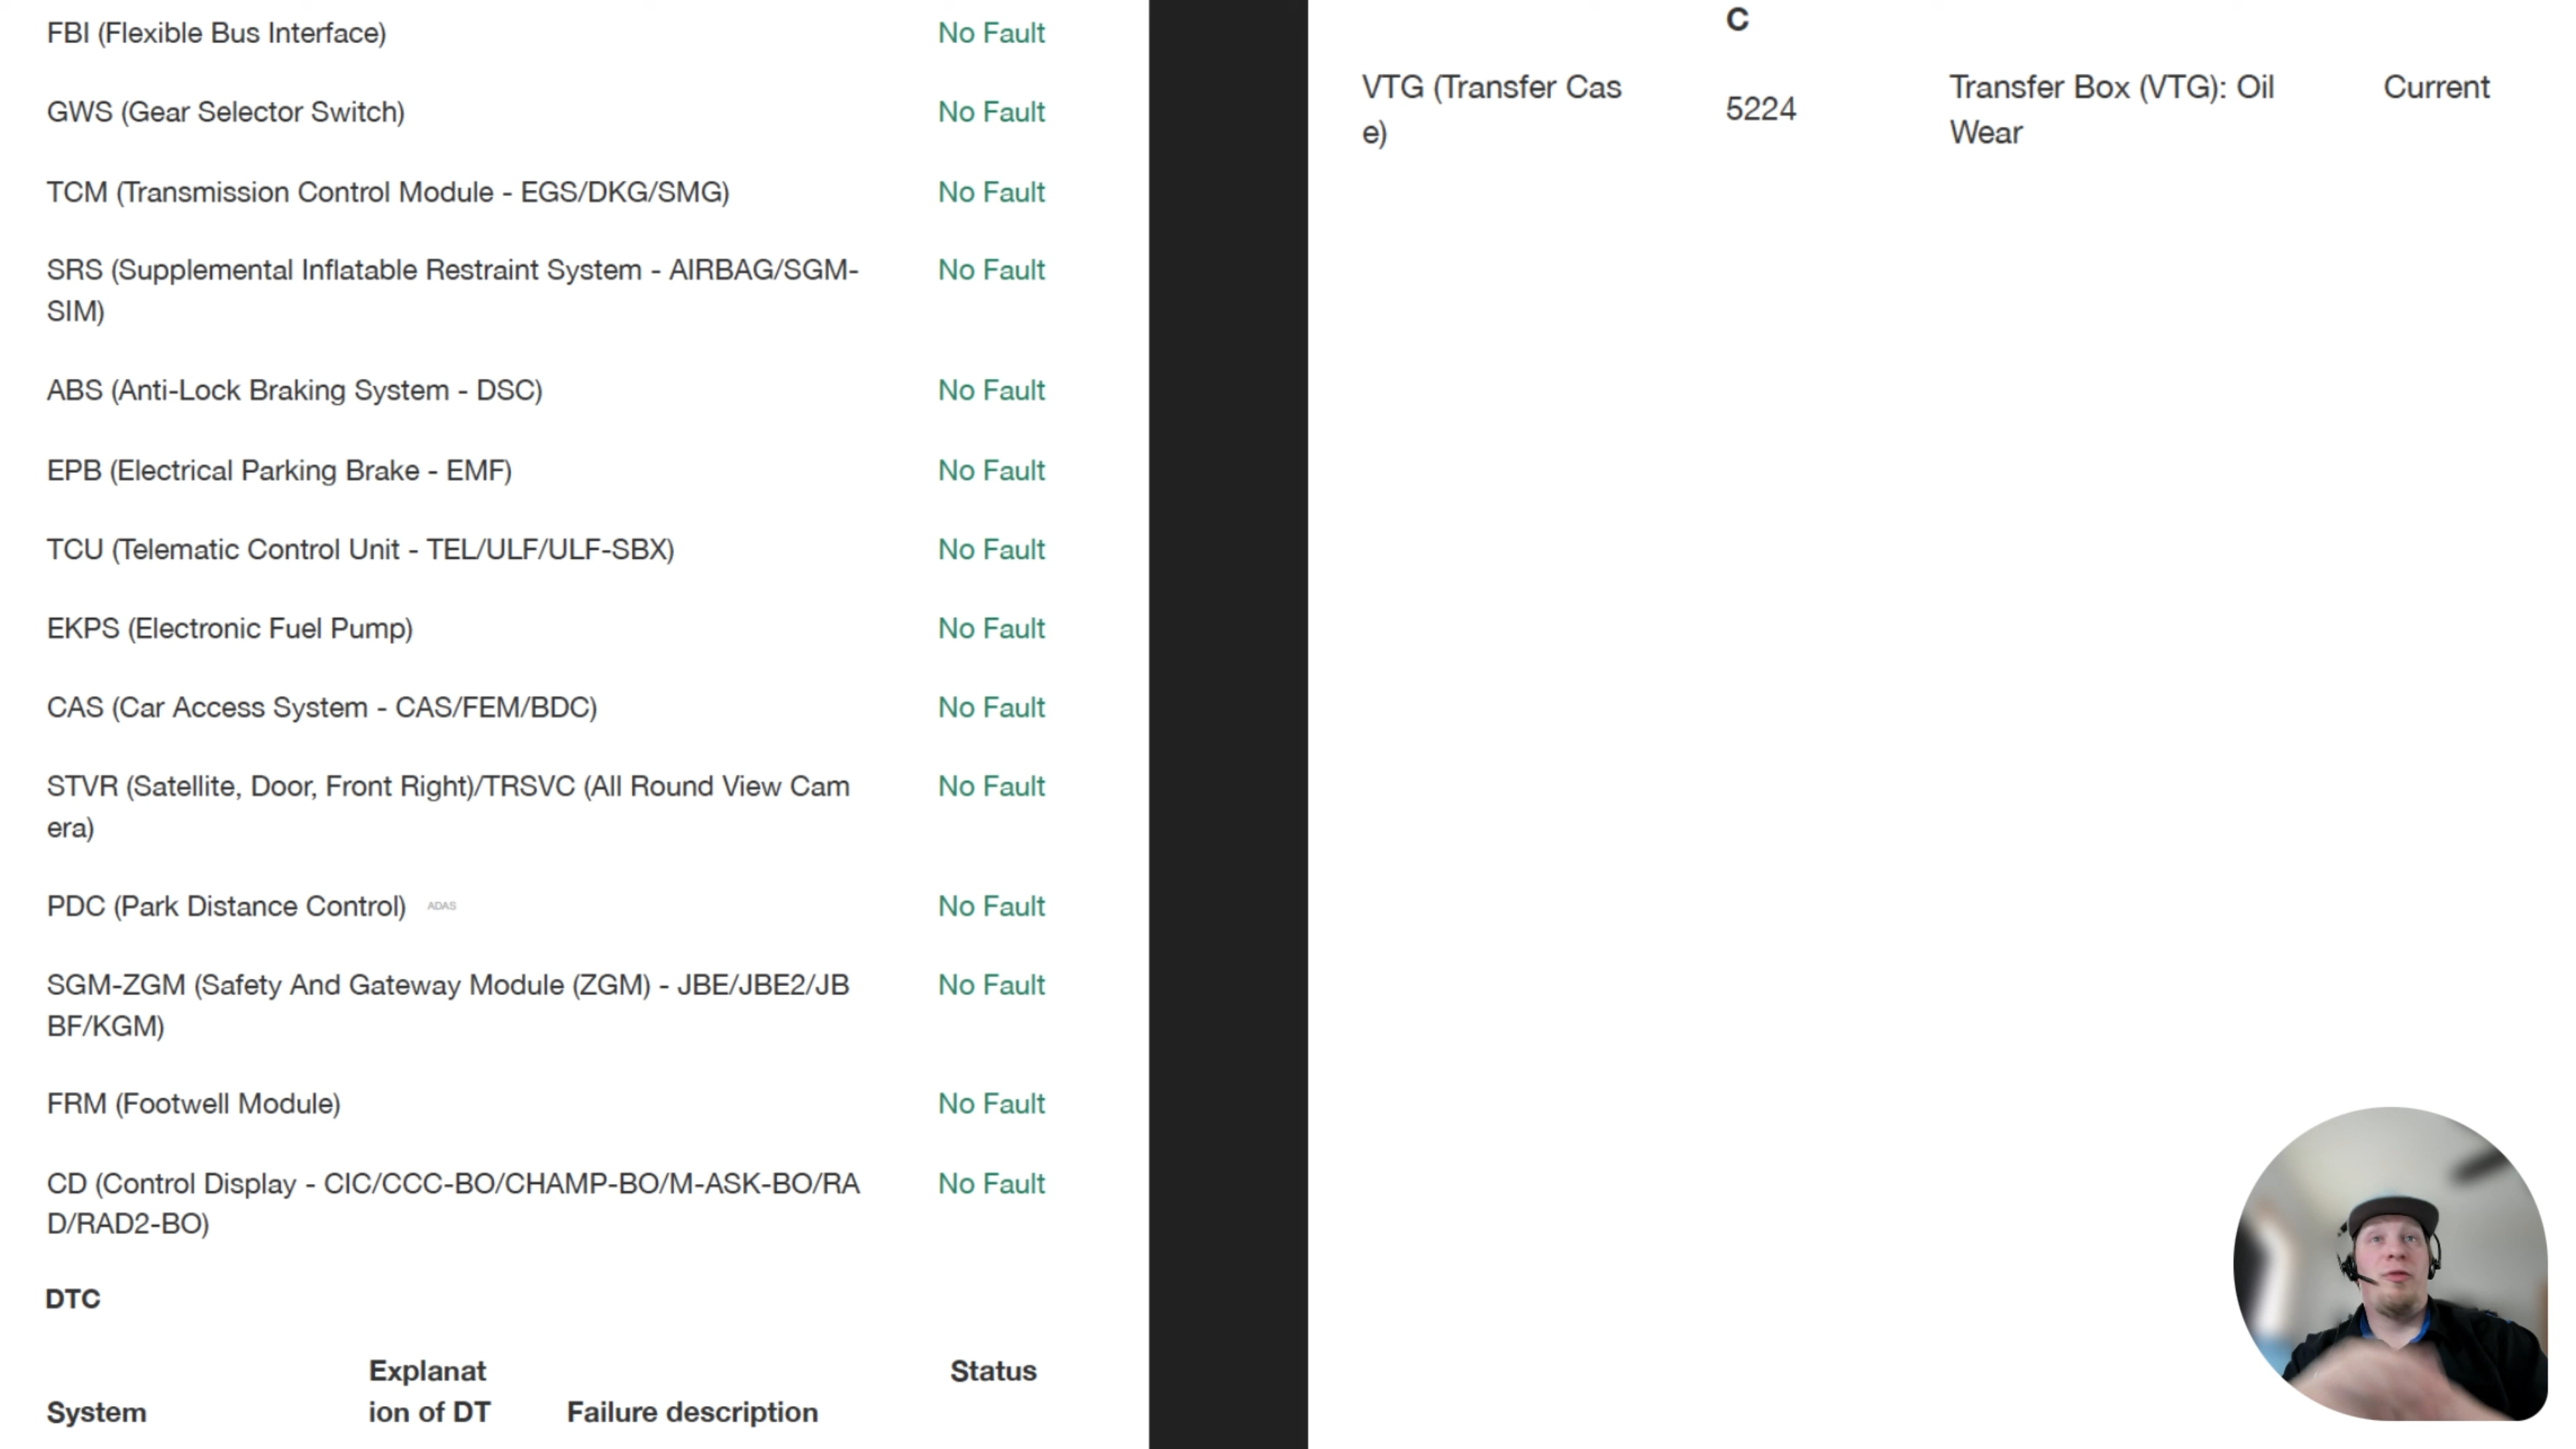 FBI (Flexible Bus Interface) No Fault
GWS (Gear Selector Switch) No Fault
TCM (Transmission Control Module - EGS/DKG/SMG) No Fault
SRS (Supplemental Inflatable Restraint System - AIRBAG/SGM- No Fault
SIM)
ABS (Anti-Lock Braking System - DSC) No Fault
EPB (Electrical Parking Brake - EMF) No Fault
TCU (Telematic Control Unit - TEL/ULF/ULF-SBX) No Fault
EKPS (Electronic Fuel Pump) No Fault
CAS (Car Access System - CAS/FEM/BDC) No Fault
STVR (Satellite, Door, Front Right)/TRSVC (All Round View Cam No Fault
era)
PDC (Park Distance Control) ADAS No Fault
SGM-ZGM (Safety And Gateway Module (ZGM) - JBE/JBE2/JB No Fault
BF/KGM)
FRM (Footwell Module) No Fault
CD (Control Display - CIC/CCC-BO/CHAMP-BO/M-ASK-BO/RA No Fault
D/RAD2-BO)
DTC
Explanat Status
System ion of DT Failure description
C
VTG (Transfer Cas 5224 Transfer Box (VTG): Oil Current
e) Wear